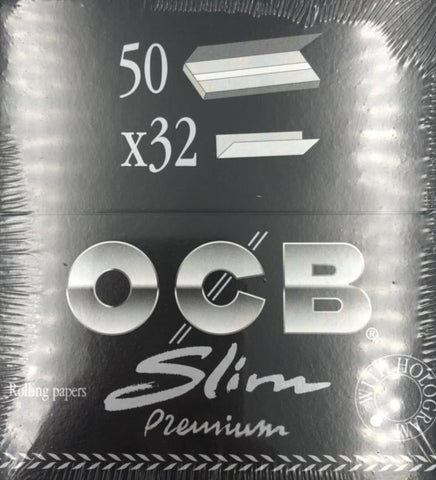 50
x32
OCB®
Slim
Rolling papers
Premium
WITH HOLOGRAM